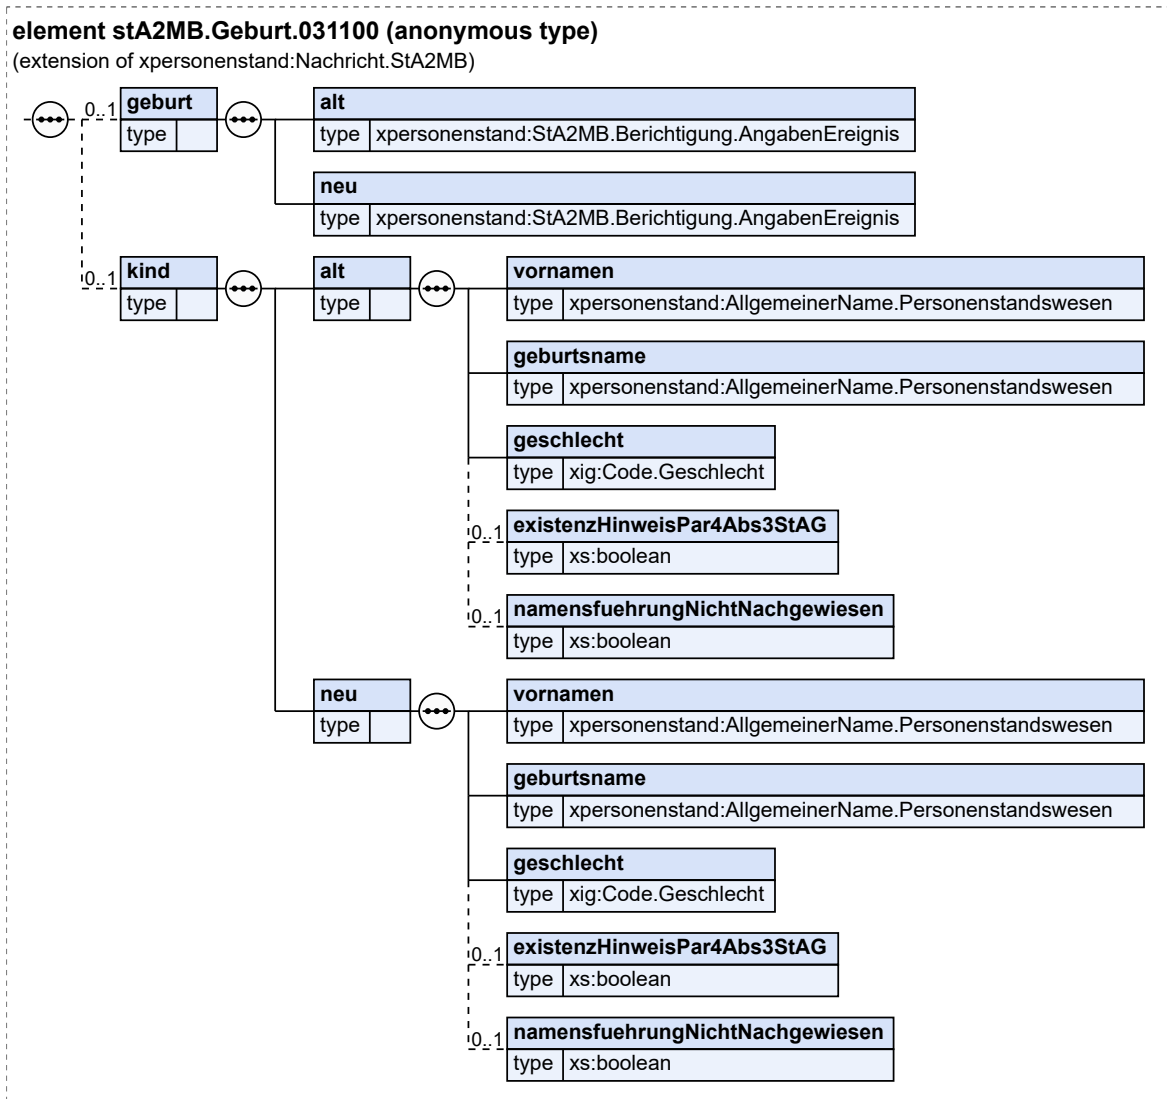 element stA2MB.Geburt.031100 (anonymous type)
(extension of xpersonenstand:Nachricht.StA2MB)
0..1
geburt
type
alt
type xpersonenstand:StA2MB.Berichtigung.AngabenEreignis
neu
type xpersonenstand:StA2MB.Berichtigung.AngabenEreignis
0..1
kind
type
alt
type
vornamen
type xpersonenstand:AllgemeinerName.Personenstandswesen
geburtsname
type xpersonenstand:AllgemeinerName.Personenstandswesen
geschlecht
type xig:Code.Geschlecht
0..1
existenzHinweisPar4Abs3StAG
type xs:boolean
0..1
namensfuehrungNichtNachgewiesen
type xs:boolean
neu
type
vornamen
type xpersonenstand:AllgemeinerName.Personenstandswesen
geburtsname
type xpersonenstand:AllgemeinerName.Personenstandswesen
geschlecht
type xig:Code.Geschlecht
0..1
existenzHinweisPar4Abs3StAG
type xs:boolean
0..1
namensfuehrungNichtNachgewiesen
type xs:boolean